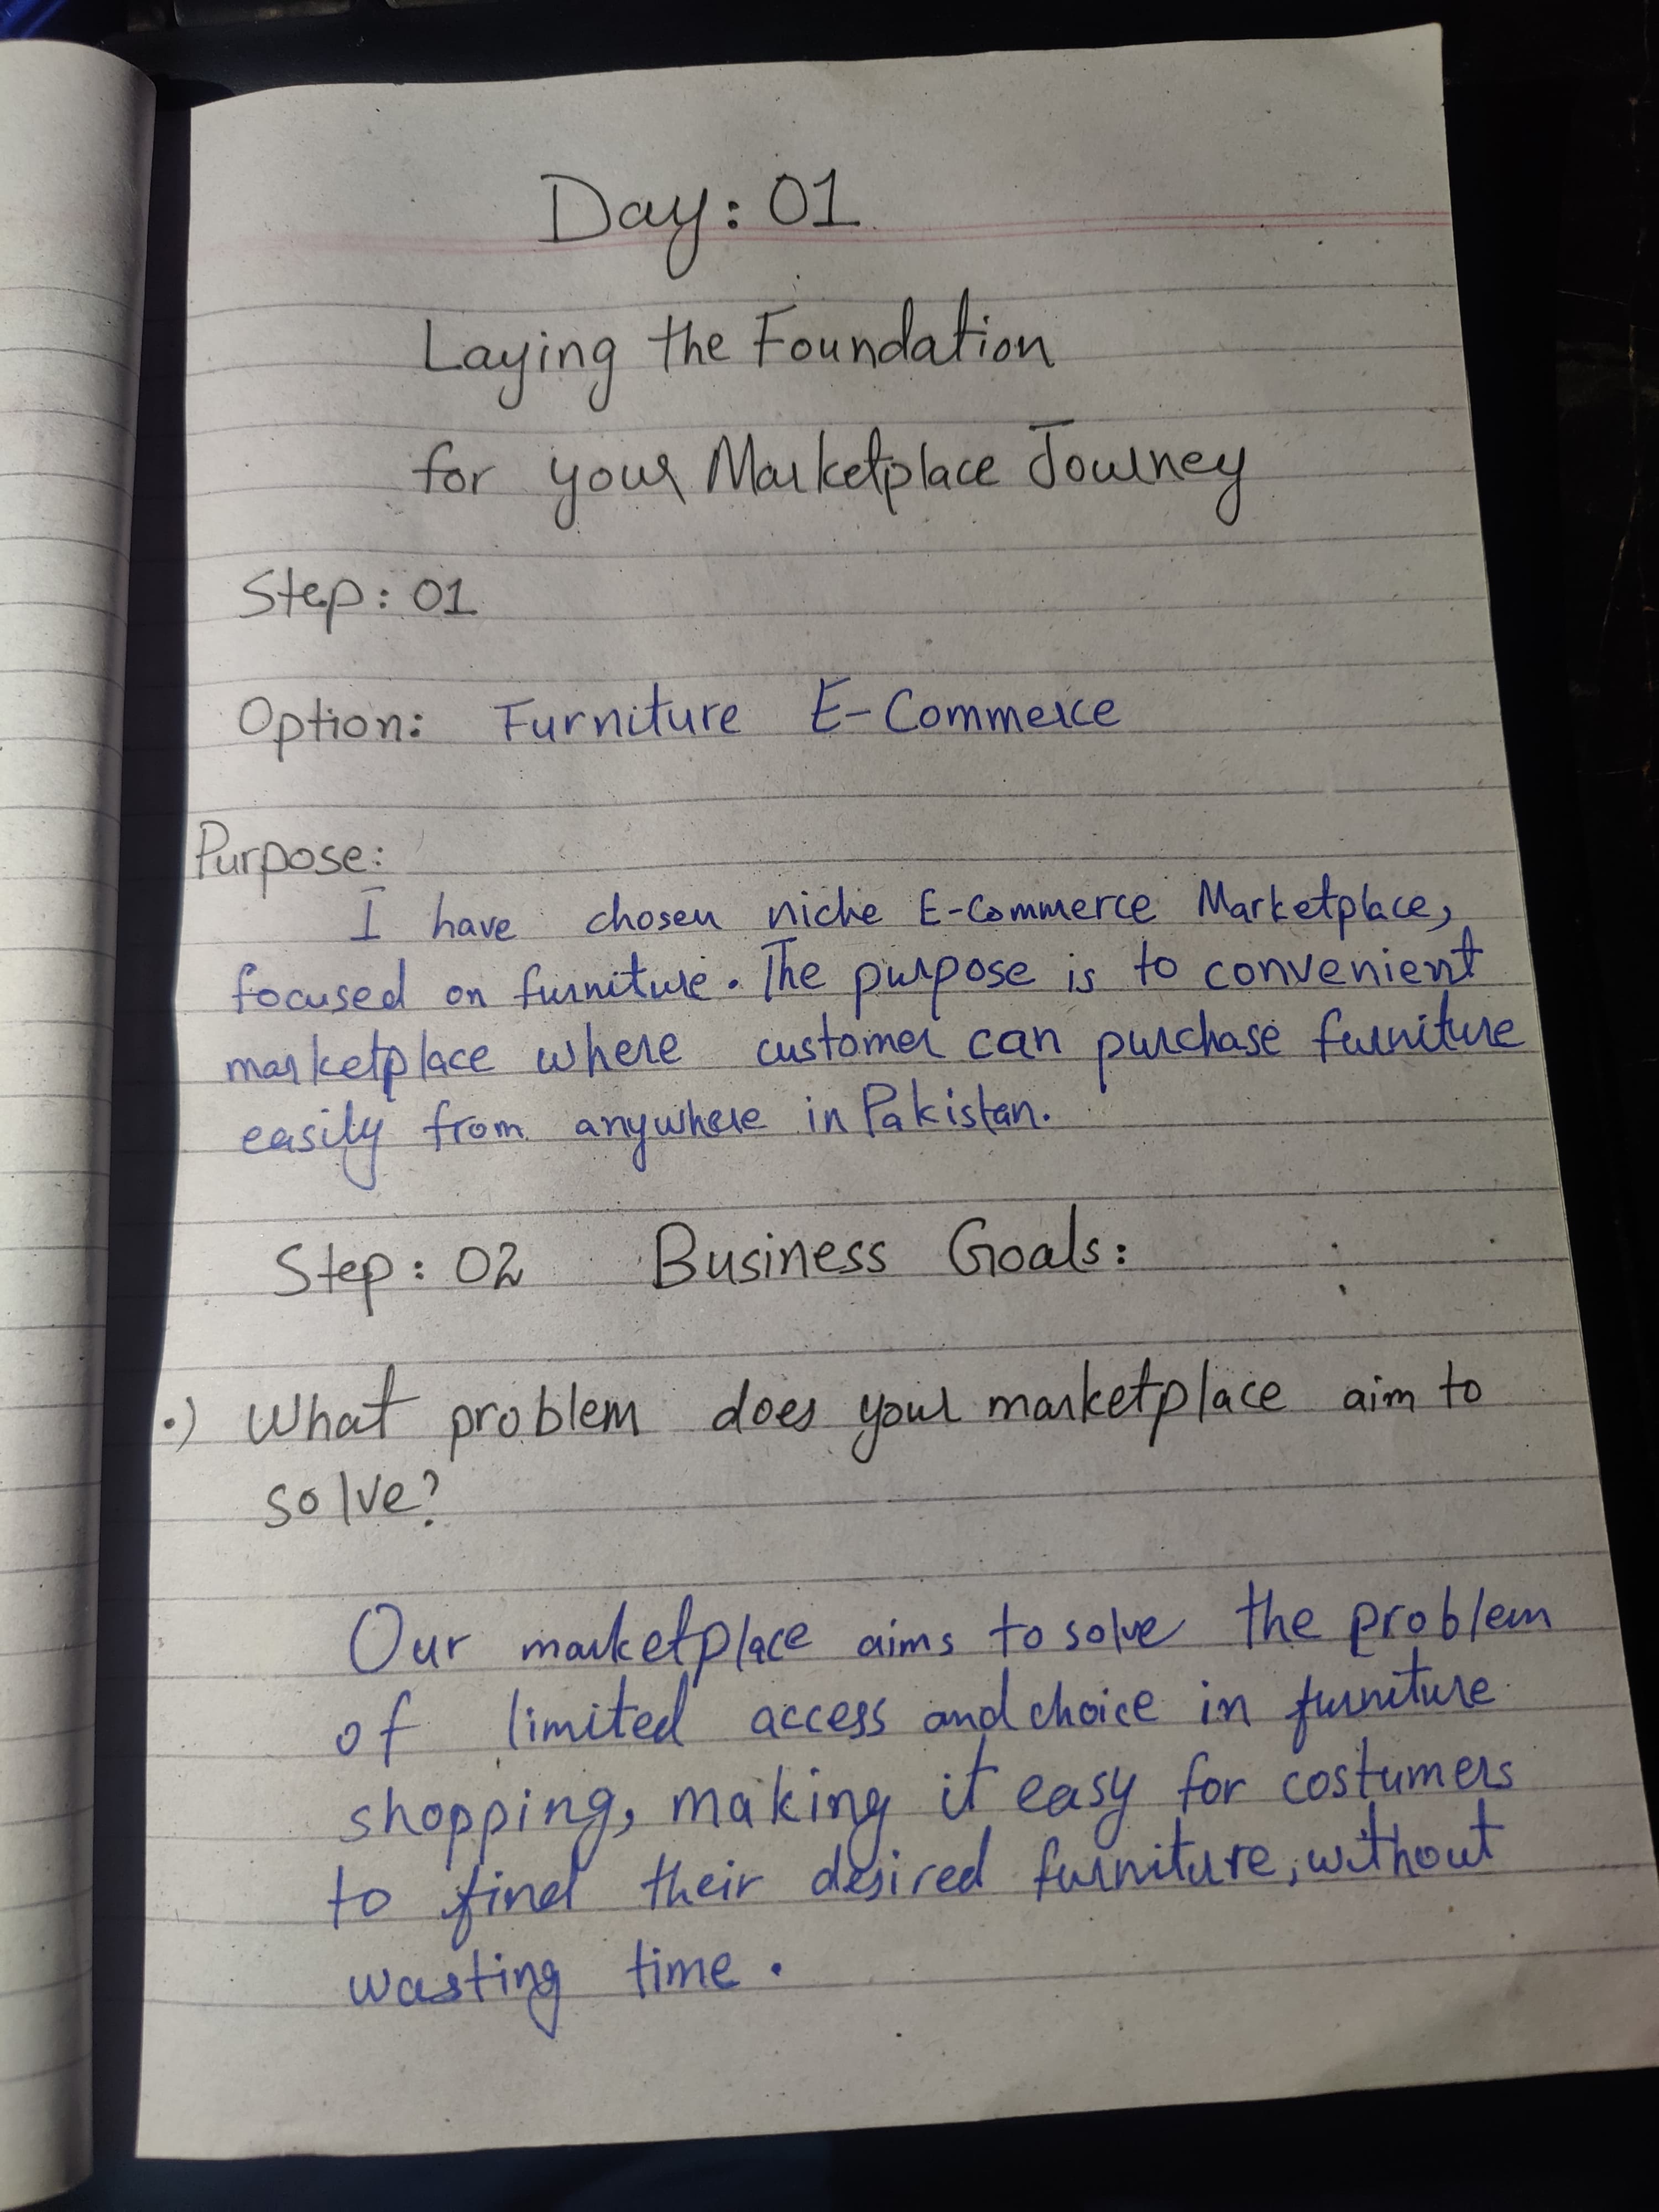 Day: 01
Laying the Foundation
for your Marketplace Journey
Step: 01
Option: Furniture E-Commerce
Purpose:
I have chosen niche E-Commerce Marketplace,
focused on furniture. The purpose is to convenient
marketplace where customer can purchase furniture
easily from anywhere in Pakistan.
Step: 02 Business Goals:
•) What problem does your marketplace aim to
solve?
Our marketplace aims to solve the problem
of limited access and choice in furniture
shopping, making it easy for costumers
to find their desired furniture, without
wasting time.